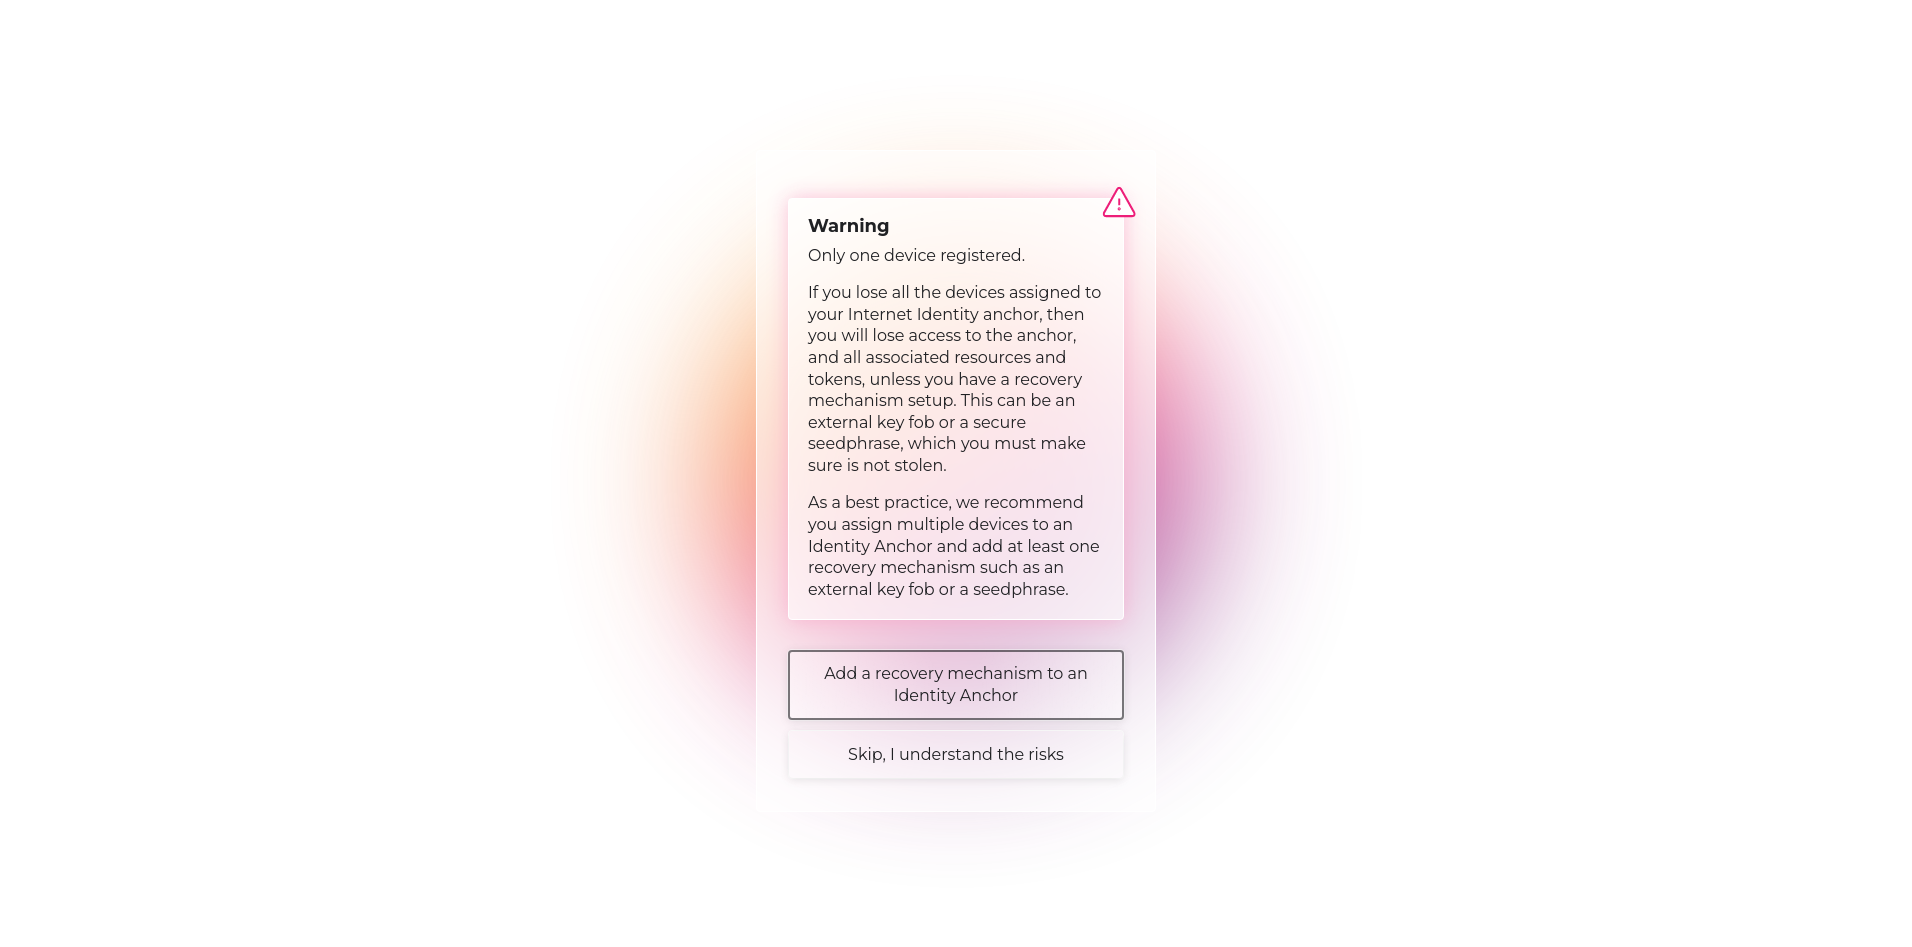 Warning
Only one device registered.
If you lose all the devices assigned to
your Internet Identity anchor, then
you will lose access to the anchor,
and all associated resources and
tokens, unless you have a recovery
mechanism setup. This can be an
external key fob or a secure
seedphrase, which you must make
sure is not stolen.
As a best practice, we recommend
you assign multiple devices to an
Identity Anchor and add at least one
recovery mechanism such as an
external key fob or a seedphrase.
Add a recovery mechanism to an
Identity Anchor
Skip, I understand the risks